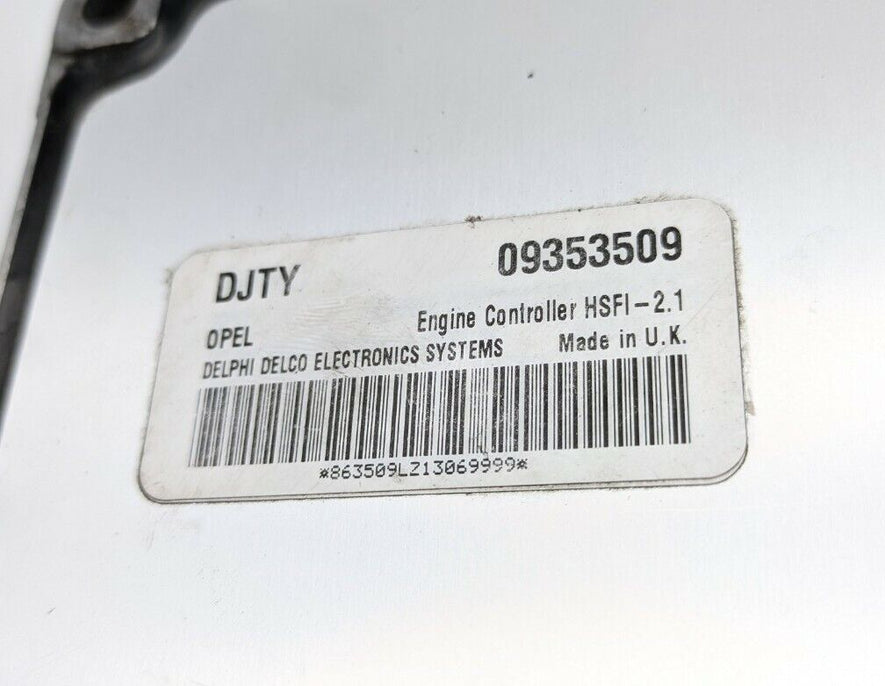 DJTY 09353509
OPEL Engine Controller HSFI-2.1
DELPHI DELCO ELECTRONICS SYSTEMS Made in U.K.
*863509LZ13069999*